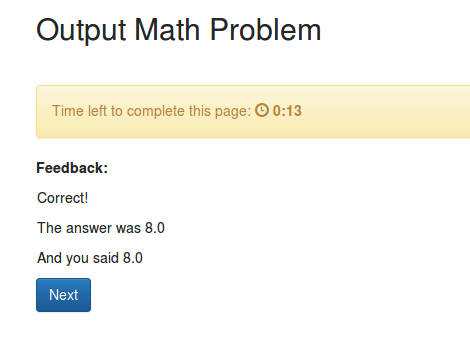 Output Math Problem
Time left to complete this page: 0:13
Feedback:
Correct!
The answer was 8.0
And you said 8.0
Next